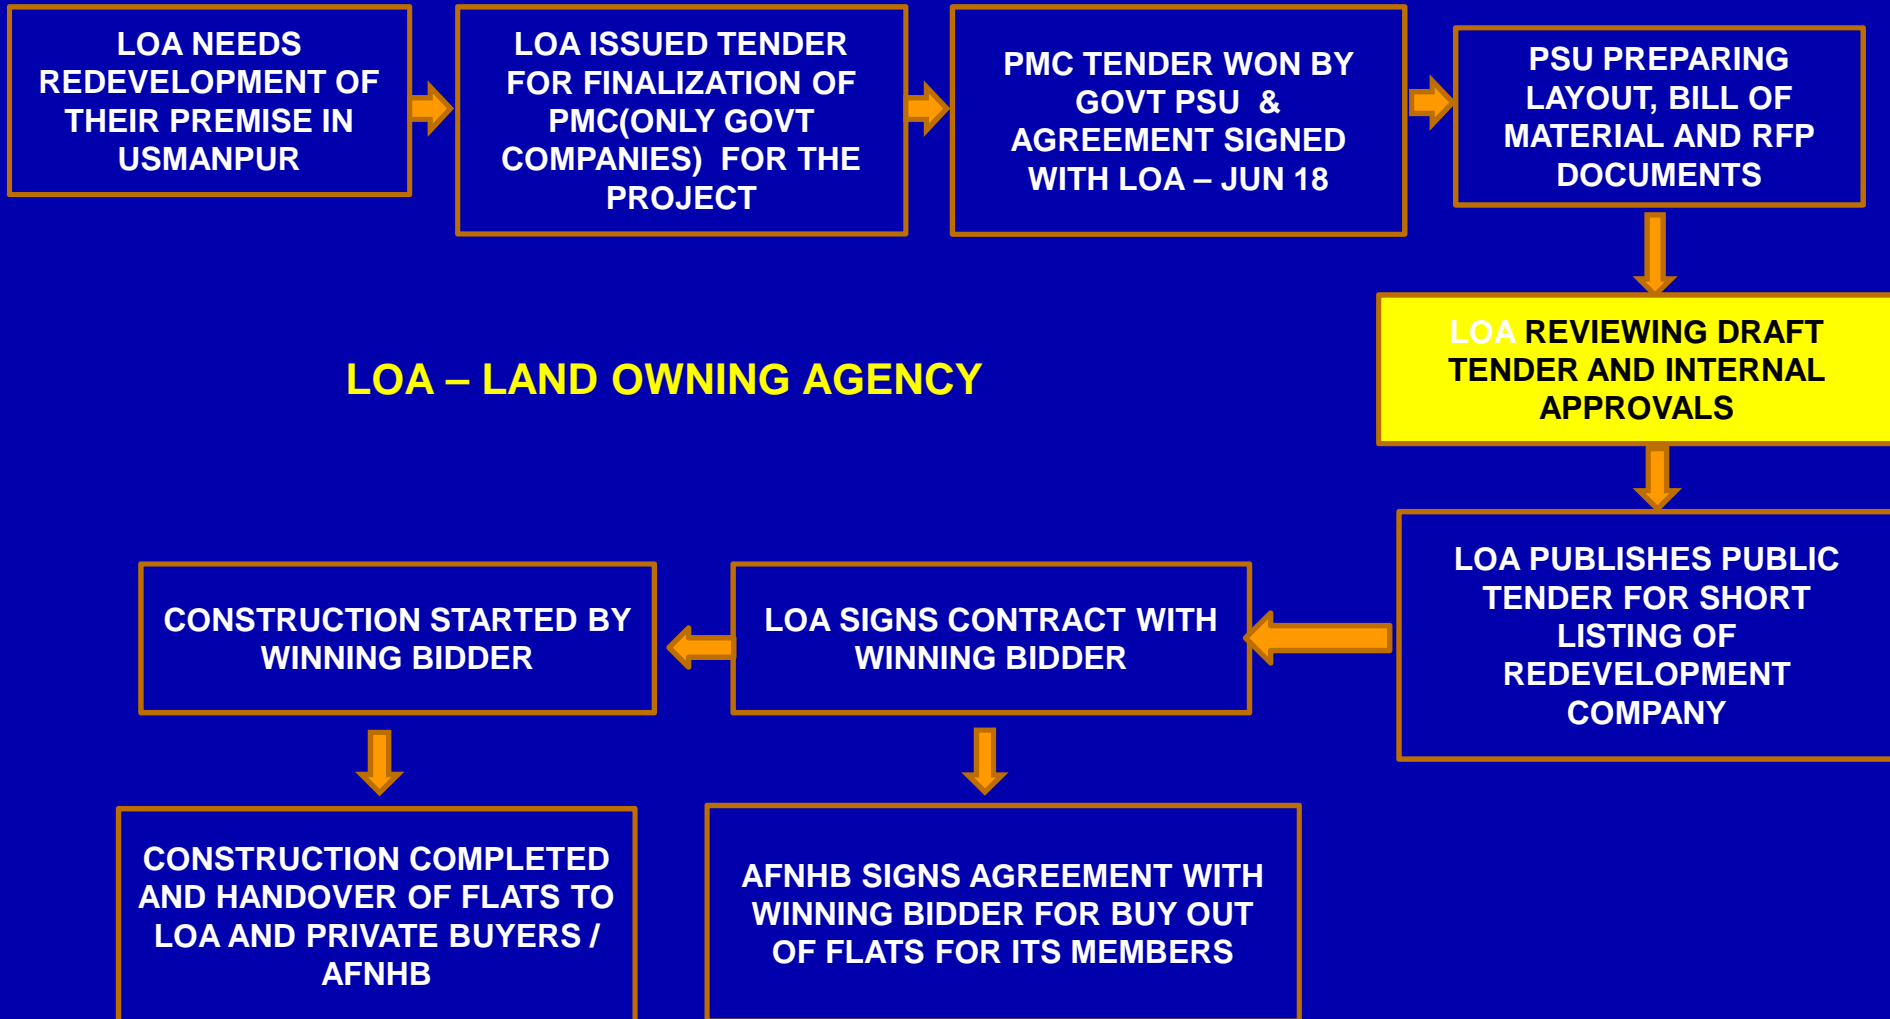 LOA NEEDS
REDEVELOPMENT OF
THEIR PREMISE IN
USMANPUR
LOA ISSUED TENDER
FOR FINALIZATION OF
PMC(ONLY GOVT
COMPANIES) FOR THE
PROJECT
PMC TENDER WON BY
GOVT PSU &
AGREEMENT SIGNED
WITH LOA – JUN 18
PSU PREPARING
LAYOUT, BILL OF
MATERIAL AND RFP
DOCUMENTS
LOA REVIEWING DRAFT
TENDER AND INTERNAL
APPROVALS
LOA – LAND OWNING AGENCY
LOA PUBLISHES PUBLIC
TENDER FOR SHORT
LISTING OF
REDEVELOPMENT
COMPANY
LOA SIGNS CONTRACT WITH
WINNING BIDDER
CONSTRUCTION STARTED BY
WINNING BIDDER
CONSTRUCTION COMPLETED
AND HANDOVER OF FLATS TO
LOA AND PRIVATE BUYERS /
AFNHB
AFNHB SIGNS AGREEMENT WITH
WINNING BIDDER FOR BUY OUT
OF FLATS FOR ITS MEMBERS